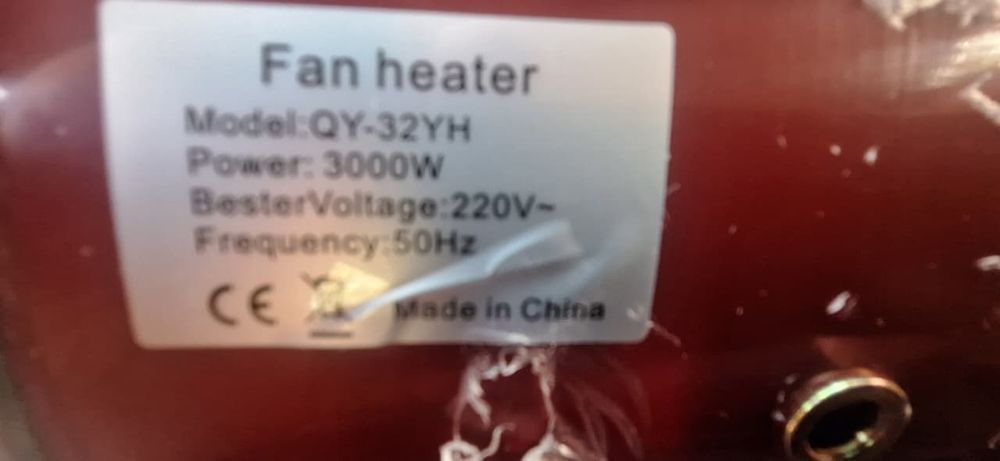 Fan heater
Model:QY-32YH
Power: 3000W
BesterVoltage:220V~
Frequency:50Hz
CE Made in China